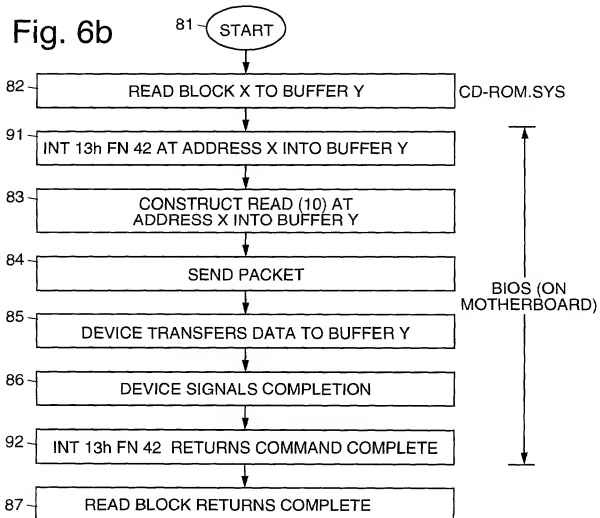 Fig. 6b
81
START
82
READ BLOCK X TO BUFFER Y
CD-ROM.SYS
91
INT 13h FN 42 AT ADDRESS X INTO BUFFER Y
83
CONSTRUCT READ (10) AT
ADDRESS X INTO BUFFER Y
84
SEND PACKET
BIOS (ON
MOTHERBOARD)
85
DEVICE TRANSFERS DATA TO BUFFER Y
86
DEVICE SIGNALS COMPLETION
92
INT 13h FN 42 RETURNS COMMAND COMPLETE
87
READ BLOCK RETURNS COMPLETE